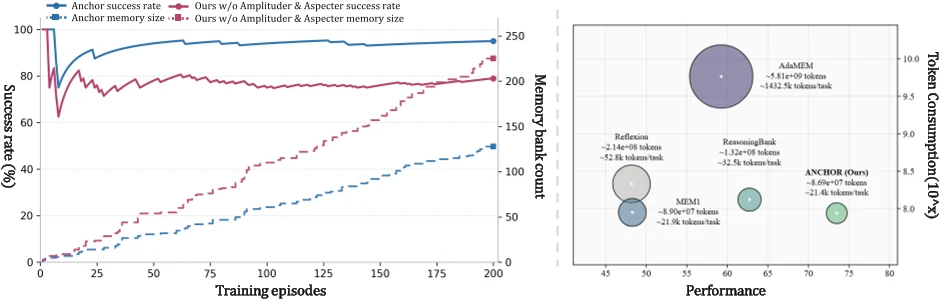 Anchor success rate
Ours w/o Amplituder & Aspecter success rate
Anchor memory size
Ours w/o Amplituder & Aspecter memory size
Success rate (%)
100
80
60
40
20
0
0
25
50
75
100
125
150
175
200
Training episodes
250
200
150
100
50
0
Memory bank count
AdaMEM
~5.81e+09 tokens
~1432.5k tokens/task
Reflexion
~2.14e+08 tokens
~52.8k tokens/task
ReasoningBank
~1.32e+08 tokens
~32.5k tokens/task
MEM1
~8.90e+07 tokens
~21.9k tokens/task
ANCHOR (Ours)
~8.69e+07 tokens
~21.4k tokens/task
45
50
55
60
65
70
75
80
Performance
10.0
9.5
9.0
8.5
8.0
Token Consumption(10^x)